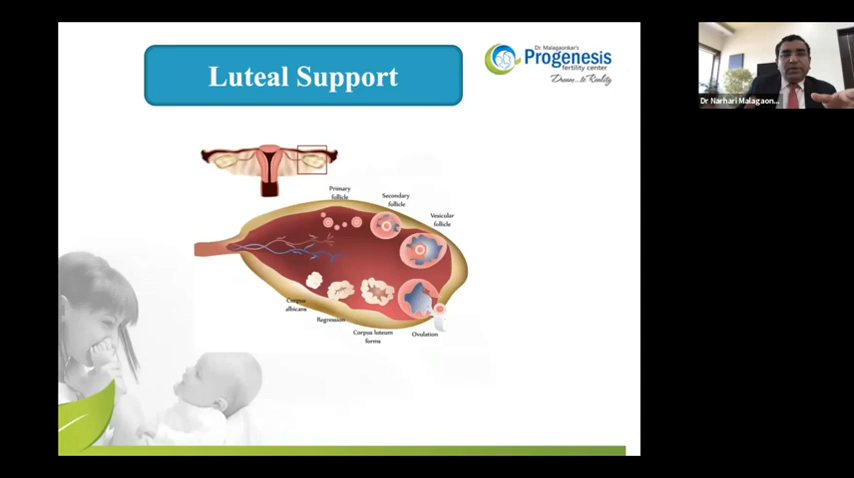 Luteal Support
Dr. Malagaonkar's
Progenesis
fertility center
Dream...to Reality
Dr Narhari Malagaon...
Primary
follicle
Secondary
follicle
Vesicular
follicle
Corpus
albicans
Regression
Corpus luteum
forms
Ovulation